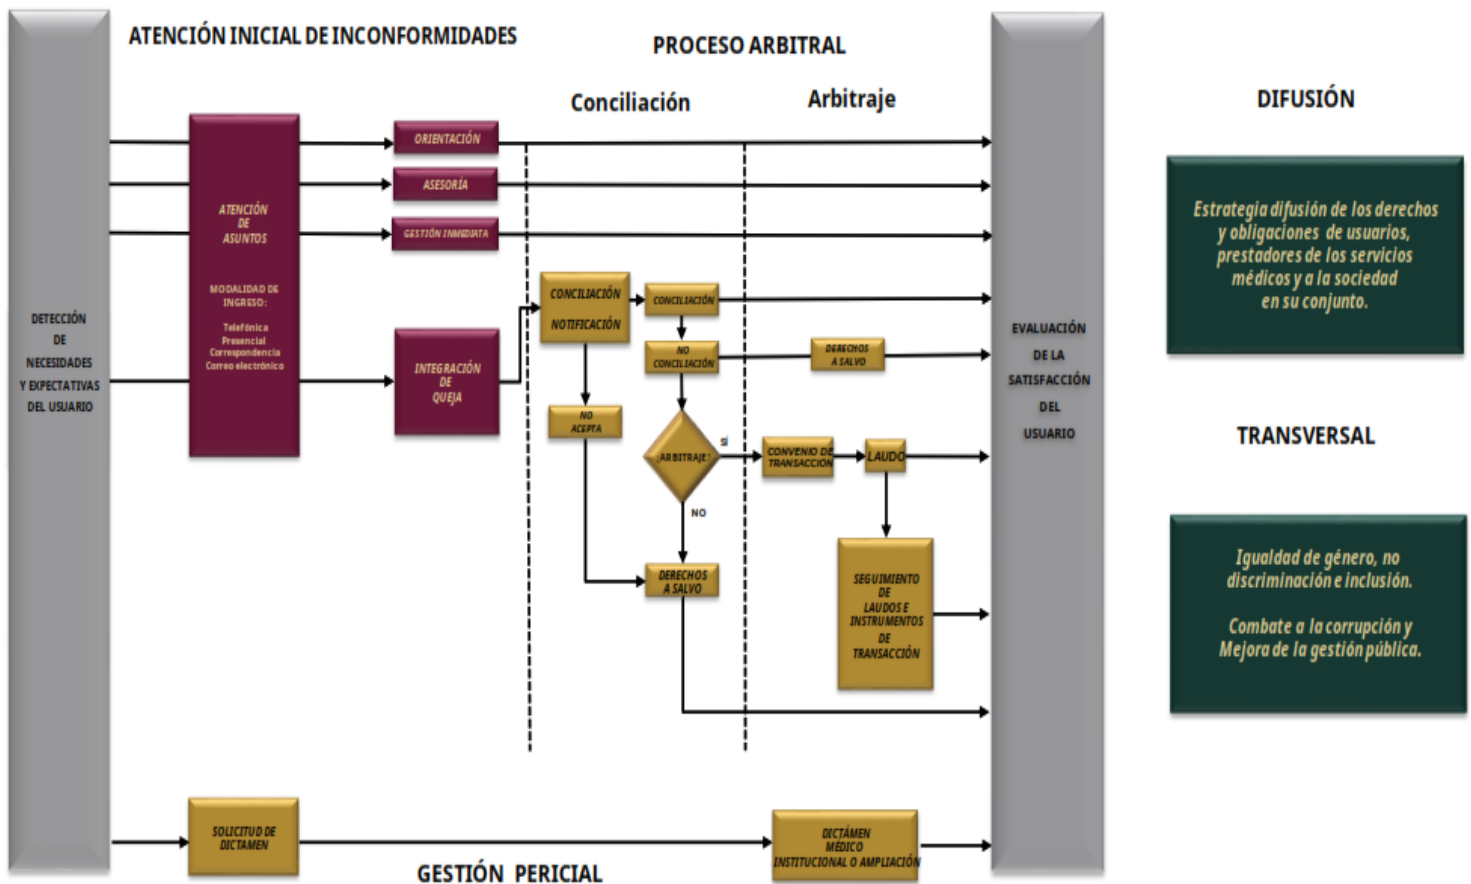 ATENCIÓN INICIAL DE INCONFORMIDADES
PROCESO ARBITRAL
Conciliación
Arbitraje
DETECCIÓN
DE
NECESIDADES
Y EXPECTATIVAS
DEL USUARIO
ATENCIÓN
DE
ASUNTOS
MODALIDAD DE
INGRESO:
Telefónica
Presencial
Correspondencia
Correo electrónico
ORIENTACIÓN
ASESORÍA
GESTIÓN INMEDIATA
INTEGRACIÓN
DE
QUEJA
CONCILIACIÓN
NOTIFICACIÓN
CONCILIACIÓN
NO
CONCILIACIÓN
DERECHOS
A SALVO
NO
ACEPTA
¿ARBITRAJE?
SÍ
NO
CONVENIO DE
TRANSACCIÓN
LAUDO
DERECHOS
A SALVO
SEGUIMIENTO
DE
LAUDOS E
INSTRUMENTOS
DE
TRANSACCIÓN
SOLICITUD DE
DICTAMEN
DICTÁMEN
MÉDICO
INSTITUCIONAL O AMPLIACIÓN
GESTIÓN PERICIAL
EVALUACIÓN
DE LA
SATISFACCIÓN
DEL
USUARIO
DIFUSIÓN
Estrategia difusión de los derechos
y obligaciones de usuarios,
prestadores de los servicios
médicos y a la sociedad
en su conjunto.
TRANSVERSAL
Igualdad de género, no
discriminación e inclusión.
Combate a la corrupción y
Mejora de la gestión pública.